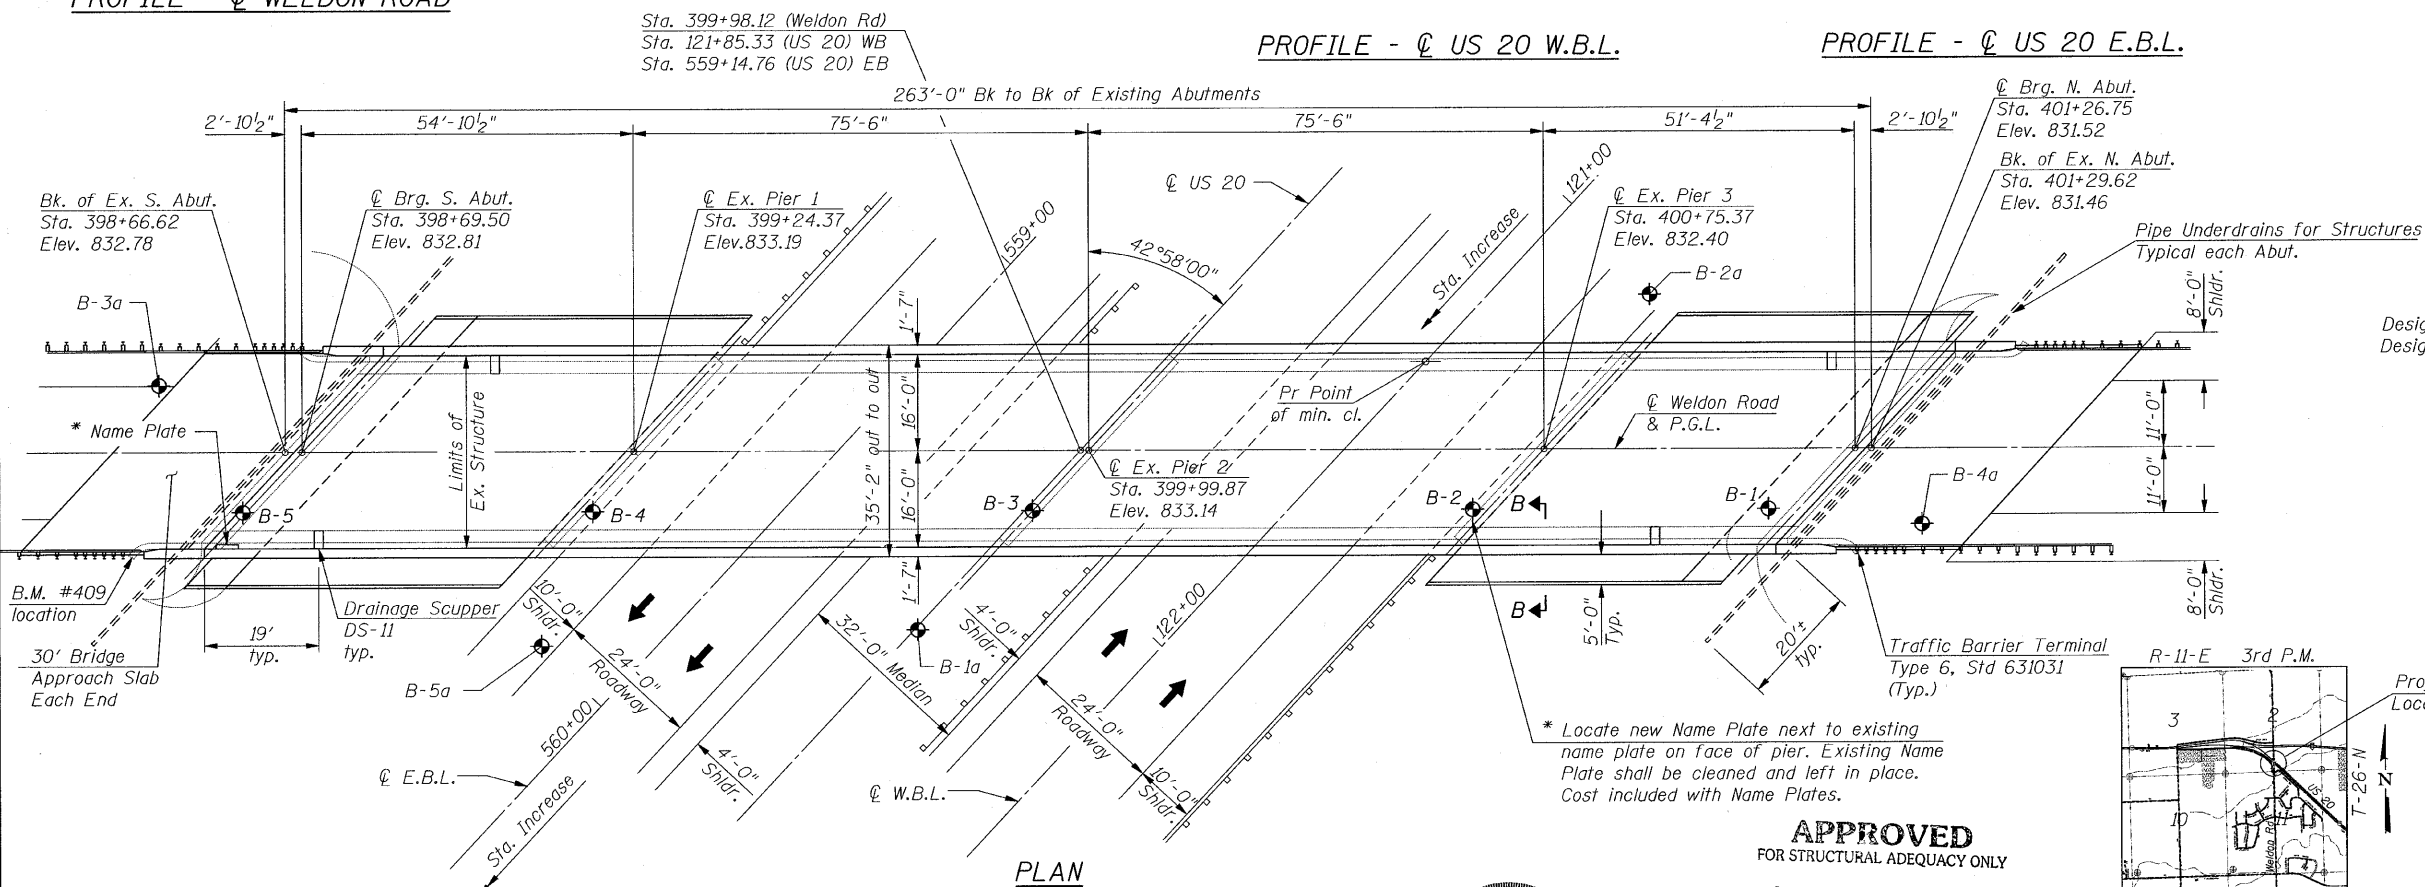 PROFILE - ℄ WELDON ROAD
Sta. 399+98.12 (Weldon Rd)
Sta. 121+85.33 (US 20) WB
Sta. 559+14.76 (US 20) EB
PROFILE - ℄ US 20 W.B.L.
PROFILE - ℄ US 20 E.B.L.
263'-0" Bk to Bk of Existing Abutments
2'-10½"
54'-10½"
75'-6"
75'-6"
51'-4½"
2'-10½"
℄ Brg. N. Abut.
Sta. 401+26.75
Elev. 831.52
Bk. of Ex. N. Abut.
Sta. 401+29.62
Elev. 831.46
Bk. of Ex. S. Abut.
Sta. 398+66.62
Elev. 832.78
℄ Brg. S. Abut.
Sta. 398+69.50
Elev. 832.81
℄ Ex. Pier 1
Sta. 399+24.37
Elev.833.19
559+00
42°58'00"
℄ US 20
121+00
Sta. Increase
℄ Ex. Pier 3
Sta. 400+75.37
Elev. 832.40
B-2a
Pipe Underdrains for Structures
Typical each Abut.
8'-0"
Shldr.
B-3a
1'-7"
Desig
Desig
* Name Plate
Limits of
Ex. Structure
35'-2" out to out
16'-0"
16'-0"
Pr Point
of min. cl.
℄ Weldon Road
& P.G.L.
11'-0"
11'-0"
℄ Ex. Pier 2
Sta. 399+99.87
Elev. 833.14
B-5
B-4
B-3
B-2
B
B-1
B-4a
B.M. #409
location
19'
typ.
Drainage Scupper
DS-11
typ.
30' Bridge
Approach Slab
Each End
10'-0"
Shldr.
B-5a
24'-0"
Roadway
32'-0" Median
1'-7"
4'-0"
Shldr.
B-1a
122+00
B
5'-0"
Typ.
20'±
typ.
8'-0"
Shldr.
Traffic Barrier Terminal
Type 6, Std 631031
(Typ.)
560+00
4'-0"
Shldr.
24'-0"
Roadway
10'-0"
Shldr.
℄ E.B.L.
℄ W.B.L.
Sta. Increase
* Locate new Name Plate next to existing
name plate on face of pier. Existing Name
Plate shall be cleaned and left in place.
Cost included with Name Plates.
R-11-E 3rd P.M.
Pro
Loc
3
2
US 20
10
11
Weldon Rd
T-26-N
N
APPROVED
FOR STRUCTURAL ADEQUACY ONLY
PLAN